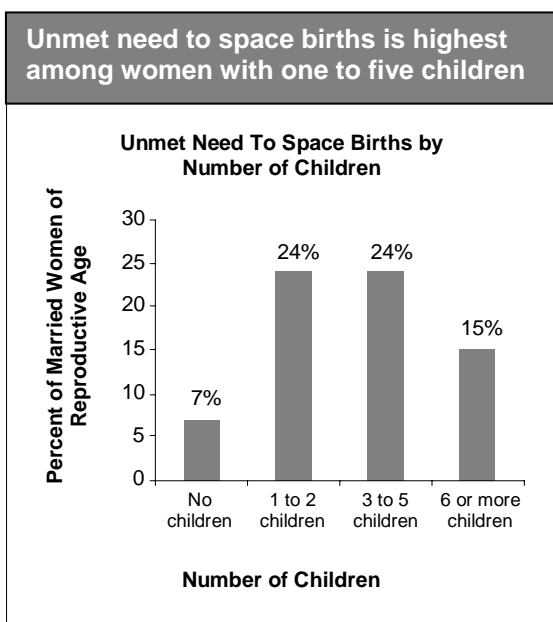 Unmet need to space births is highest
among women with one to five children
Unmet Need To Space Births by
Number of Children
Percent of Married Women of
Reproductive Age
30
25
20
15
10
5
0
7%
24%
24%
15%
No
children
1 to 2
children
3 to 5
children
6 or more
children
Number of Children